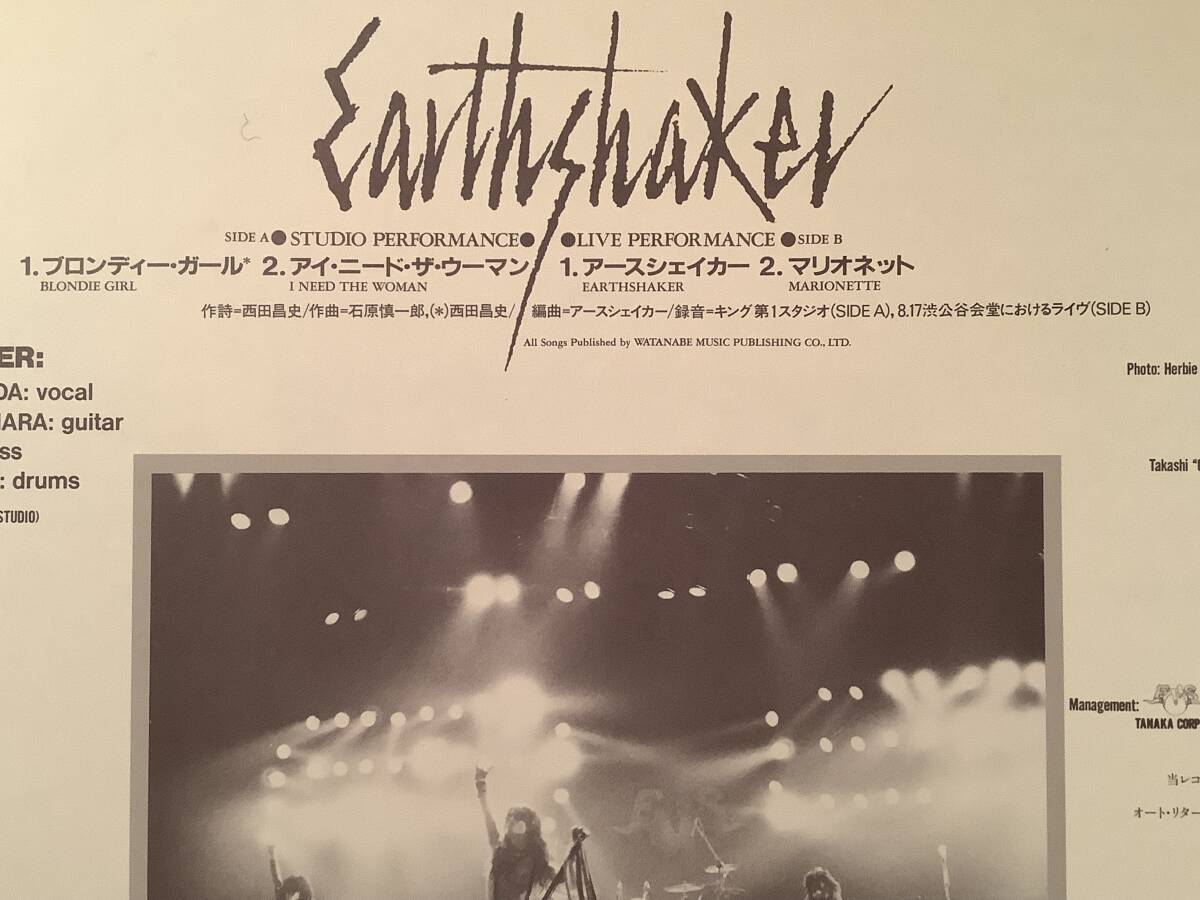 Earthshaker
SIDE A ● STUDIO PERFORMANCE ● ● LIVE PERFORMANCE ● SIDE B
1. ブロンディー・ガール* 2. アイ・ニード・ザ・ウーマン 1. アースシェイカー 2. マリオネット
BLONDIE GIRL I NEED THE WOMAN EARTHSHAKER MARIONETTE
作詩=西田昌史/作曲=石原慎一郎,(*)西田昌史/ 編曲=アースシェイカー/録音=キング第1スタジオ(SIDE A), 8.17渋公谷会堂におけるライヴ(SIDE B)
All Songs Published by WATANABE MUSIC PUBLISHING CO., LTD.
ER:
DA: vocal
HARA: guitar
ss
: drums
STUDIO)
Photo: Herbie
Takashi
Management:
TANAKA CORP
当レコ
オート・リター